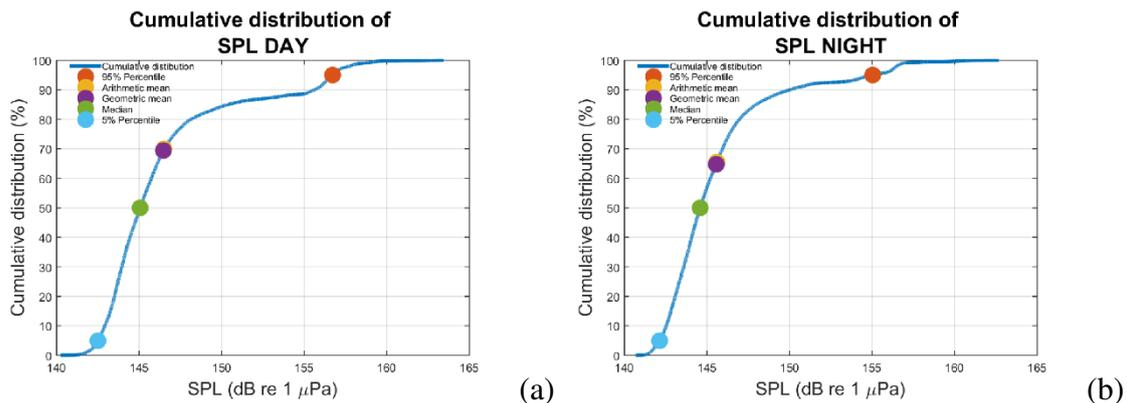 Cumulative distribution of
SPL DAY
Cumulative distribution (%)
100
90
80
70
60
50
40
30
20
10
0
Cumulative distibution
95% Percentile
Arithmetic mean
Geometric mean
Median
5% Percentile
140 145 150 155 160 165
SPL (dB re 1 μPa)
(a)
Cumulative distribution of
SPL NIGHT
Cumulative distribution (%)
100
90
80
70
60
50
40
30
20
10
0
Cumulative distibution
95% Percentile
Arithmetic mean
Geometric mean
Median
5% Percentile
140 145 150 155 160 165
SPL (dB re 1 μPa)
(b)